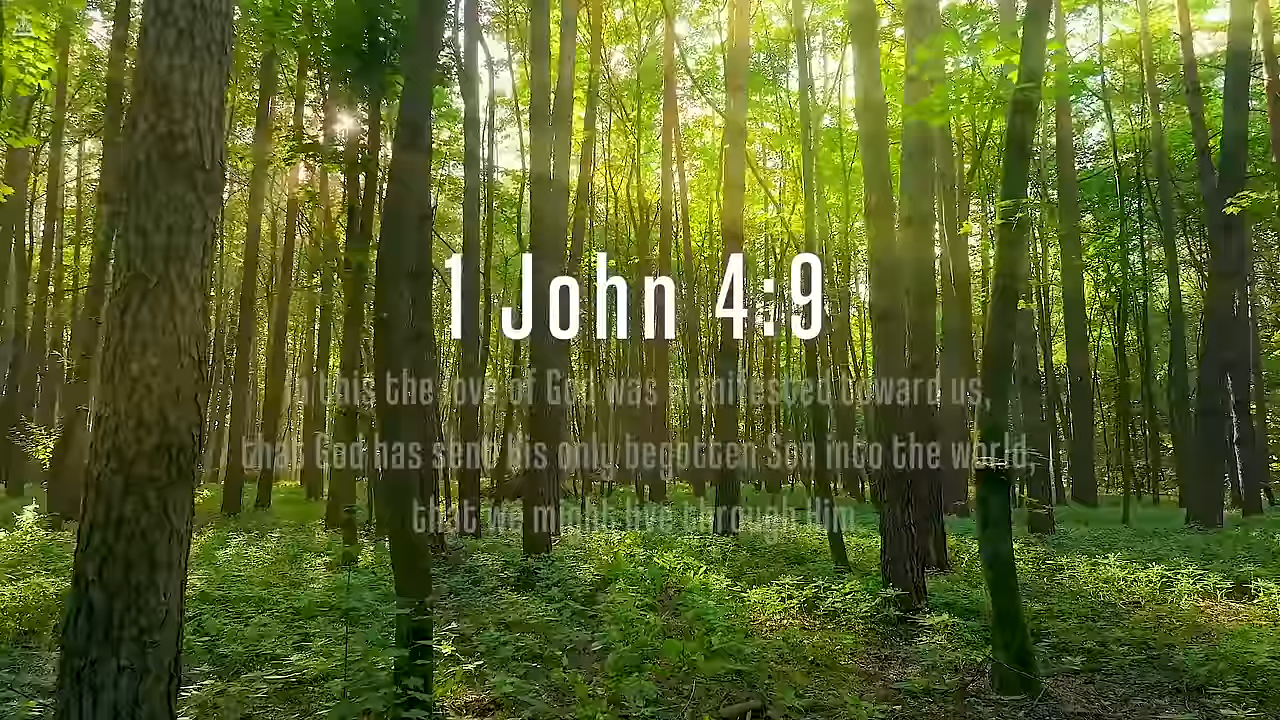 1 John 4:9
this the love of God was manifested toward us,
that God has sent His only begotten Son into the world,
that we might live through Him